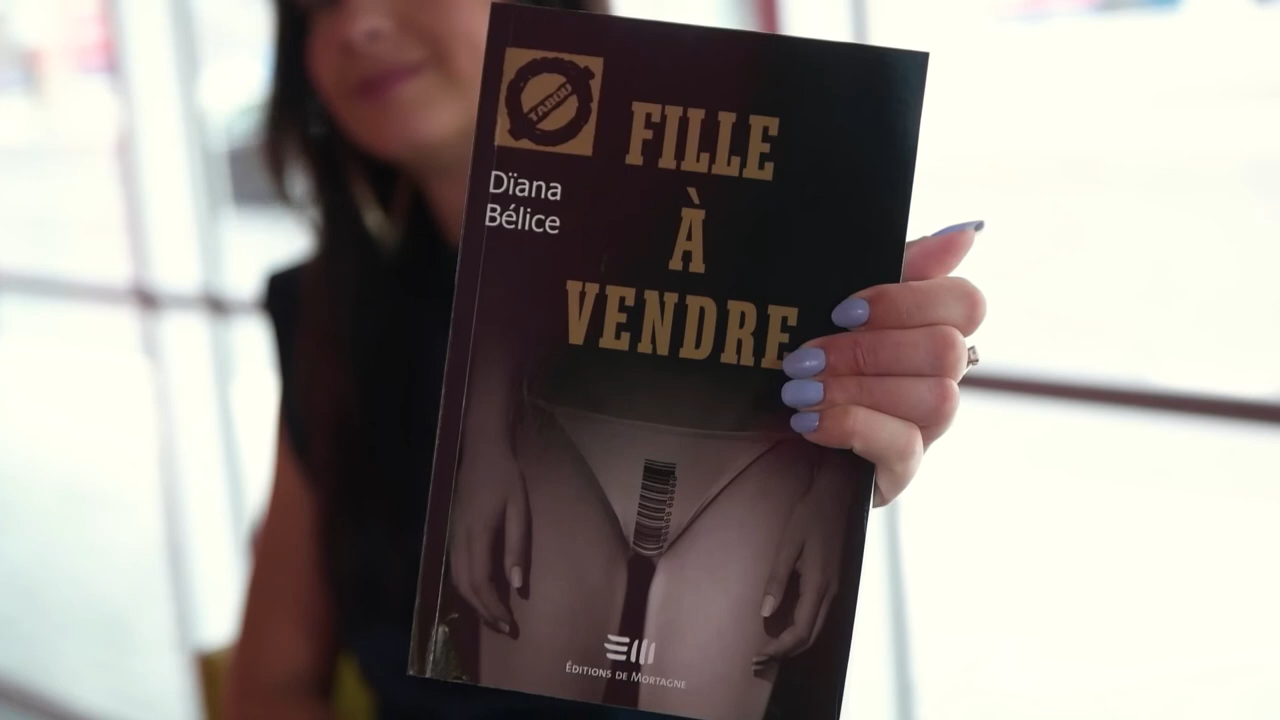 TABOU
FILLE
À
VENDRE
Dïana
Bélice
ÉDITIONS DE MORTAGNE